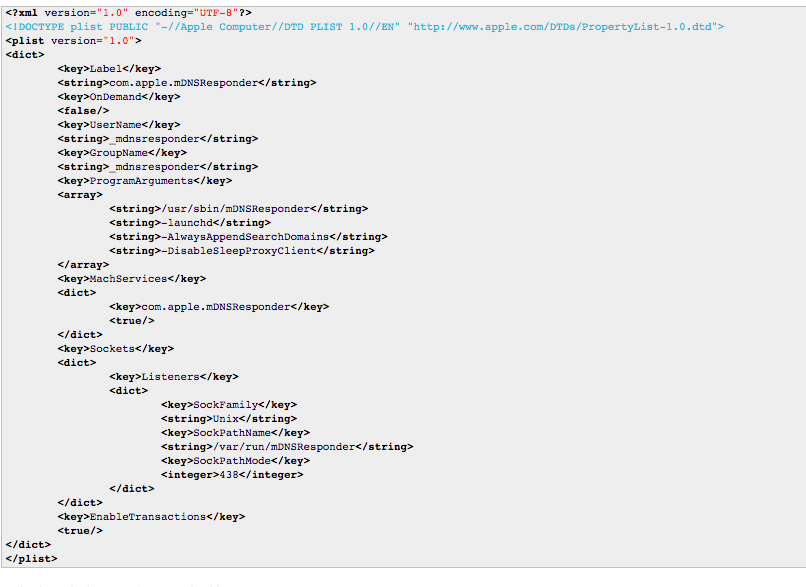 <?xml version="1.0" encoding="UTF-8"?>
<!DOCTYPE plist PUBLIC "-//Apple Computer//DTD PLIST 1.0//EN" "http://www.apple.com/DTDs/PropertyList-1.0.dtd">
<plist version="1.0">
<dict>
<key>Label</key>
<string>com.apple.mDNSResponder</string>
<key>OnDemand</key>
<false/>
<key>UserName</key>
<string>_mdnsresponder</string>
<key>GroupName</key>
<string>_mdnsresponder</string>
<key>ProgramArguments</key>
<array>
<string>/usr/sbin/mDNSResponder</string>
<string>-launchd</string>
<string>-AlwaysAppendSearchDomains</string>
<string>-DisableSleepProxyClient</string>
</array>
<key>MachServices</key>
<dict>
<key>com.apple.mDNSResponder</key>
<true/>
</dict>
<key>Sockets</key>
<dict>
<key>Listeners</key>
<dict>
<key>SockFamily</key>
<string>Unix</string>
<key>SockPathName</key>
<string>/var/run/mDNSResponder</string>
<key>SockPathMode</key>
<integer>438</integer>
</dict>
</dict>
<key>EnableTransactions</key>
<true/>
</dict>
</plist>